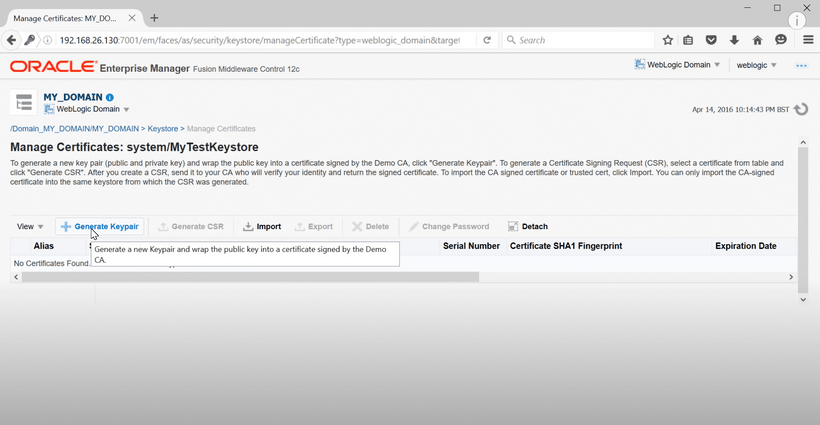 Manage Certificates: MY_DO...
192.168.26.130:7001/em/faces/as/security/keystore/manageCertificate?type=weblogic_domain&target
Search
ORACLE Enterprise Manager Fusion Middleware Control 12c
WebLogic Domain
weblogic
MY_DOMAIN
WebLogic Domain
Apr 14, 2016 10:14:43 PM BST
/Domain_MY_DOMAIN/MY_DOMAIN > Keystore > Manage Certificates
Manage Certificates: system/MyTestKeystore
To generate a new key pair (public and private key) and wrap the public key into a certificate signed by the Demo CA, click "Generate Keypair". To generate a Certificate Signing Request (CSR), select a certificate from table and
click "Generate CSR". After you create a CSR, send it to your CA who will verify your identity and return the signed certificate. To import the CA signed certificate or trusted cert, click Import. You can only import the CA-signed
certificate into the same keystore from which the CSR was generated.
View
Generate Keypair
Generate CSR
Import
Export
Delete
Change Password
Detach
Alias
Serial Number
Certificate SHA1 Fingerprint
Expiration Date
Generate a new Keypair and wrap the public key into a certificate signed by the Demo
CA.
No Certificates Found.